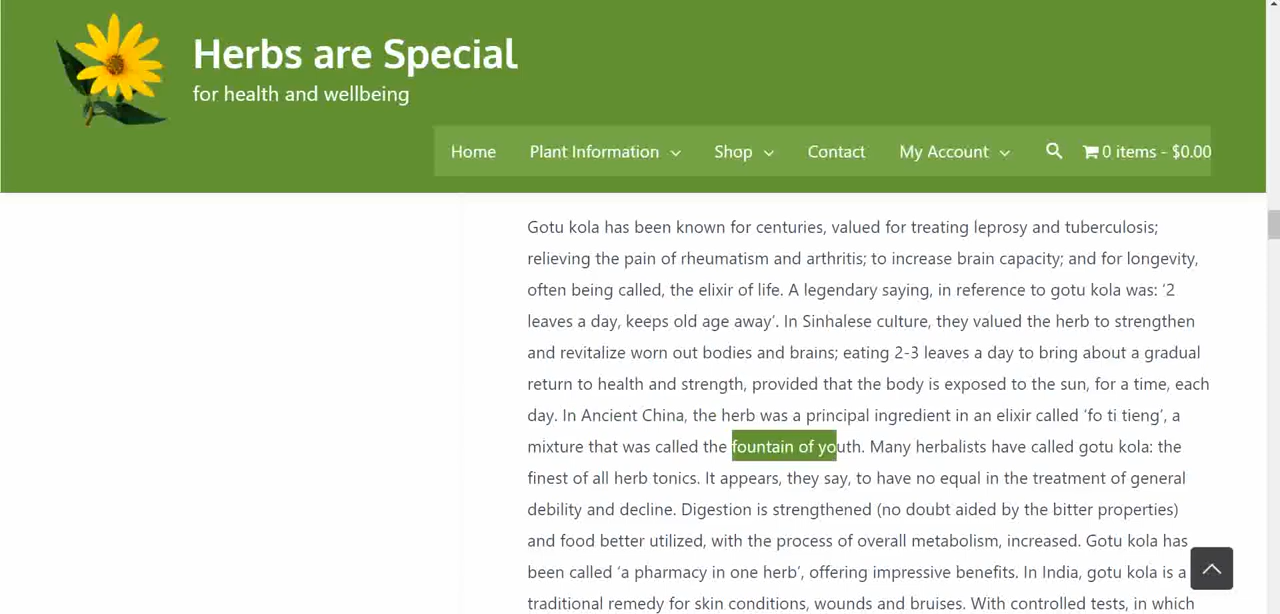 Herbs are Special
for health and wellbeing
Home Plant Information Shop Contact My Account 0 items - $0.00
Gotu kola has been known for centuries, valued for treating leprosy and tuberculosis;
relieving the pain of rheumatism and arthritis; to increase brain capacity; and for longevity,
often being called, the elixir of life. A legendary saying, in reference to gotu kola was: ‘2
leaves a day, keeps old age away’. In Sinhalese culture, they valued the herb to strengthen
and revitalize worn out bodies and brains; eating 2-3 leaves a day to bring about a gradual
return to health and strength, provided that the body is exposed to the sun, for a time, each
day. In Ancient China, the herb was a principal ingredient in an elixir called ‘fo ti tieng’, a
mixture that was called the fountain of youth. Many herbalists have called gotu kola: the
finest of all herb tonics. It appears, they say, to have no equal in the treatment of general
debility and decline. Digestion is strengthened (no doubt aided by the bitter properties)
and food better utilized, with the process of overall metabolism, increased. Gotu kola has
been called ‘a pharmacy in one herb’, offering impressive benefits. In India, gotu kola is a
traditional remedy for skin conditions, wounds and bruises. With controlled tests, in which